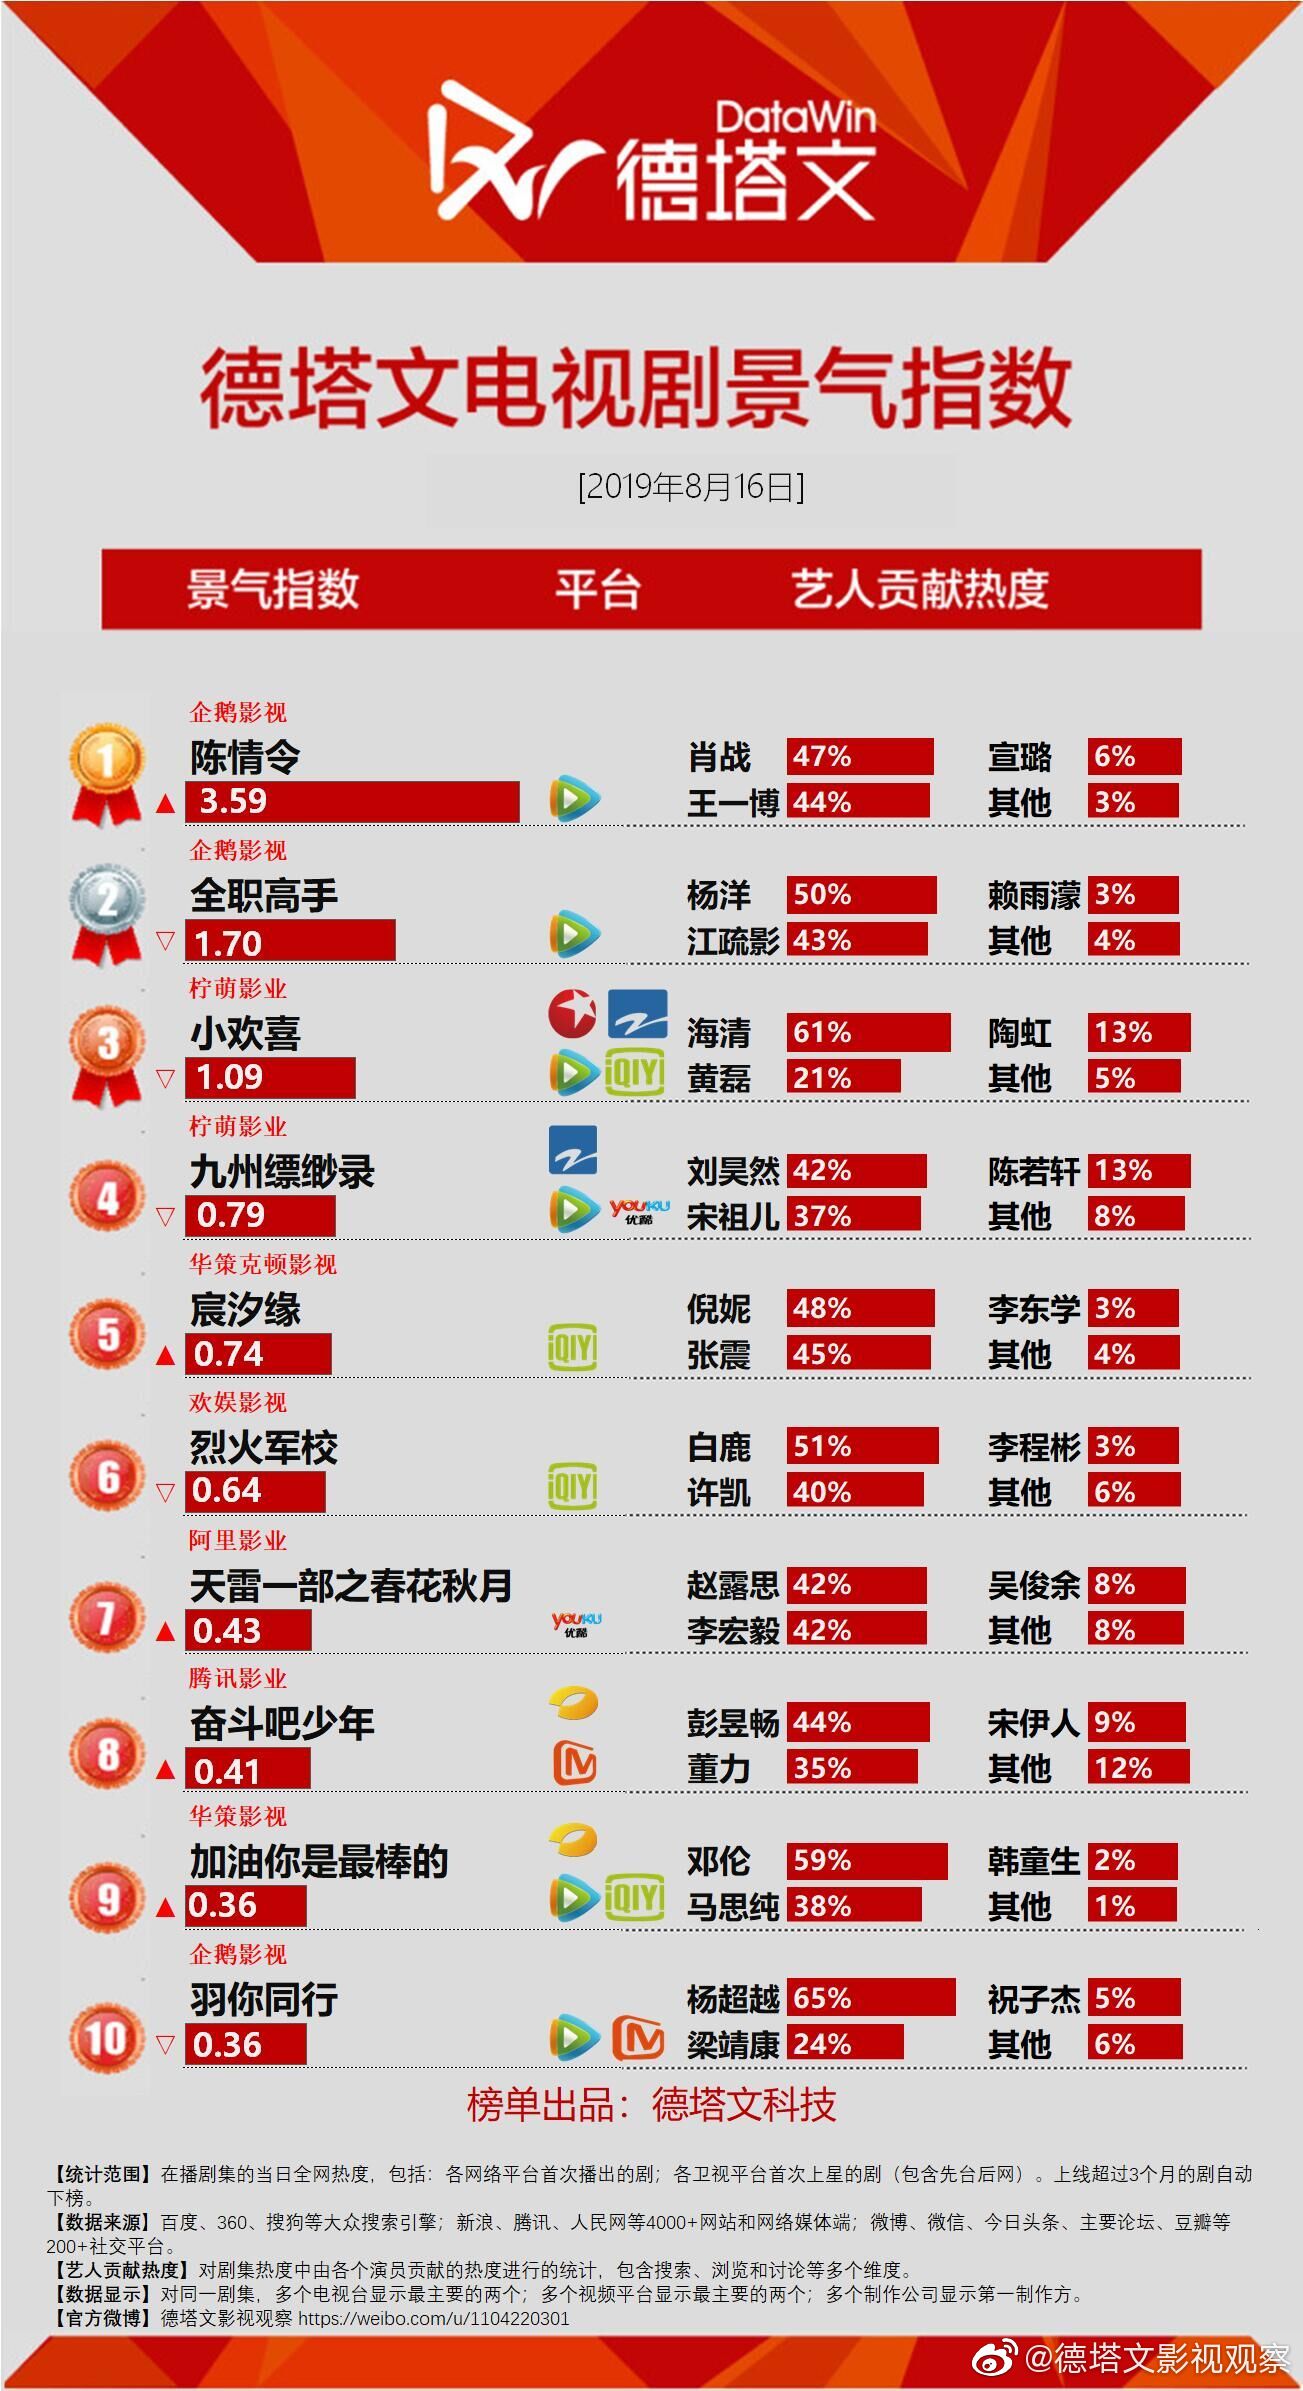 DataWin
德塔文
德塔文电视剧景气指数
[2019年8月16日]
景气指数 平台 艺人贡献热度
企鹅影视
1 陈情令 肖战 47% 宣璐 6%
▲ 3.59 王一博 44% 其他 3%
企鹅影视
2 全职高手 杨洋 50% 赖雨濛 3%
▽ 1.70 江疏影 43% 其他 4%
柠萌影业
3 小欢喜 海清 61% 陶虹 13%
▽ 1.09 iQIYI 黄磊 21% 其他 5%
柠萌影业
4 九州缥缈录 刘昊然 42% 陈若轩 13%
▽ 0.79 YOUKU 优酷 宋祖儿 37% 其他 8%
华策克顿影视
5 宸汐缘 倪妮 48% 李东学 3%
▲ 0.74 iQIYI 张震 45% 其他 4%
欢娱影视
6 烈火军校 白鹿 51% 李程彬 3%
▽ 0.64 iQIYI 许凯 40% 其他 6%
阿里影业
7 天雷一部之春花秋月 赵露思 42% 吴俊余 8%
▲ 0.43 YOUKU 优酷 李宏毅 42% 其他 8%
腾讯影业
8 奋斗吧少年 彭昱畅 44% 宋伊人 9%
▲ 0.41 董力 35% 其他 12%
华策影视
9 加油你是最棒的 邓伦 59% 韩童生 2%
▲ 0.36 iQIYI 马思纯 38% 其他 1%
企鹅影视
10 羽你同行 杨超越 65% 祝子杰 5%
▽ 0.36 梁靖康 24% 其他 6%
榜单出品：德塔文科技
【统计范围】在播剧集的当日全网热度，包括：各网络平台首次播出的剧；各卫视平台首次上星的剧（包含先台后网）。上线超过3个月的剧自动
下榜。
【数据来源】百度、360、搜狗等大众搜索引擎；新浪、腾讯、人民网等4000+网站和网络媒体端；微博、微信、今日头条、主要论坛、豆瓣等
200+社交平台。
【艺人贡献热度】对剧集热度中由各个演员贡献的热度进行的统计，包含搜索、浏览和讨论等多个维度。
【数据显示】对同一剧集，多个电视台显示最主要的两个；多个视频平台显示最主要的两个；多个制作公司显示第一制作方。
【官方微博】德塔文影视观察 https://weibo.com/u/1104220301
@德塔文影视观察